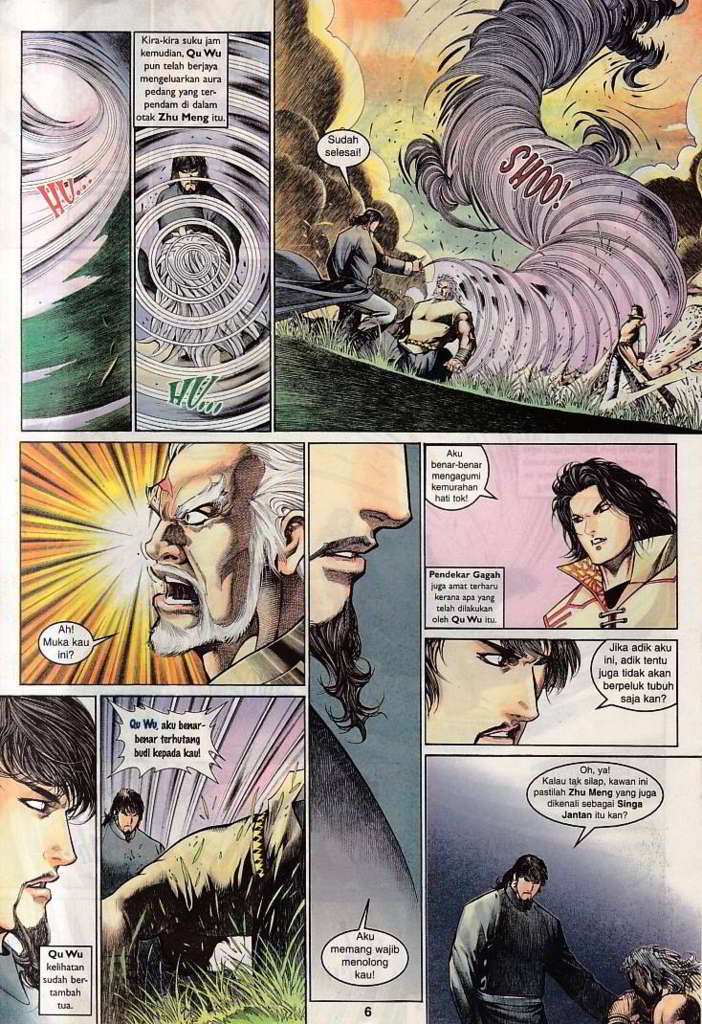 Kira-kira suku jam
kemudian, Qu Wu
pun telah berjaya
mengeluarkan aura
pedang yang ter-
pendam di dalam
otak Zhu Meng itu.
HU...
HU...
Sudah
selesai!
SHOO!
Ah!
Muka kau
ini?
Aku
benar-benar
mengagumi
kemurahan
hati tok!
Pendekar Gagah
juga amat terharu
kerana apa yang
telah dilakukan
oleh Qu Wu itu.
Jika adik aku
ini, adik tentu
juga tidak akan
berpeluk tubuh
saja kan?
Qu Wu
kelihatan
sudah ber-
tambah
tua.
Qu Wu, aku benar-
benar terhutang
budi kepada kau!
Aku
memang wajib
menolong
kau!
Oh, ya!
Kalau tak silap, kawan ini
pastilah Zhu Meng yang juga
dikenali sebagai Singa
Jantan itu kan?
6